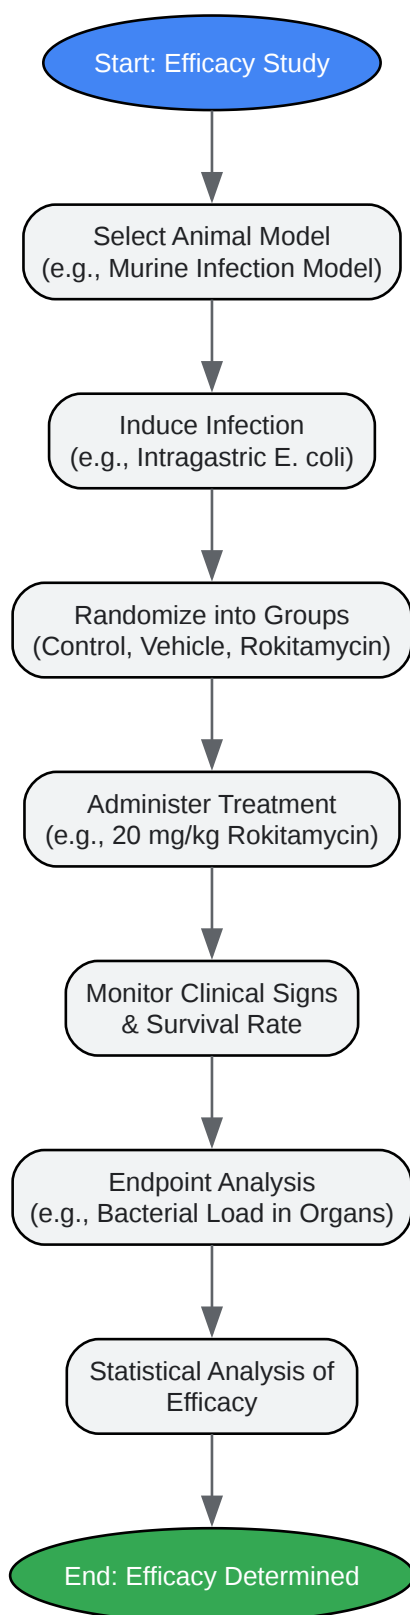 Start: Efficacy Study
Select Animal Model
(e.g., Murine Infection Model)
Induce Infection
(e.g., Intragastric E. coli)
Randomize into Groups
(Control, Vehicle, Rokitamycin)
Administer Treatment
(e.g., 20 mg/kg Rokitamycin)
Monitor Clinical Signs
& Survival Rate
Endpoint Analysis
(e.g., Bacterial Load in Organs)
Statistical Analysis of
Efficacy
End: Efficacy Determined